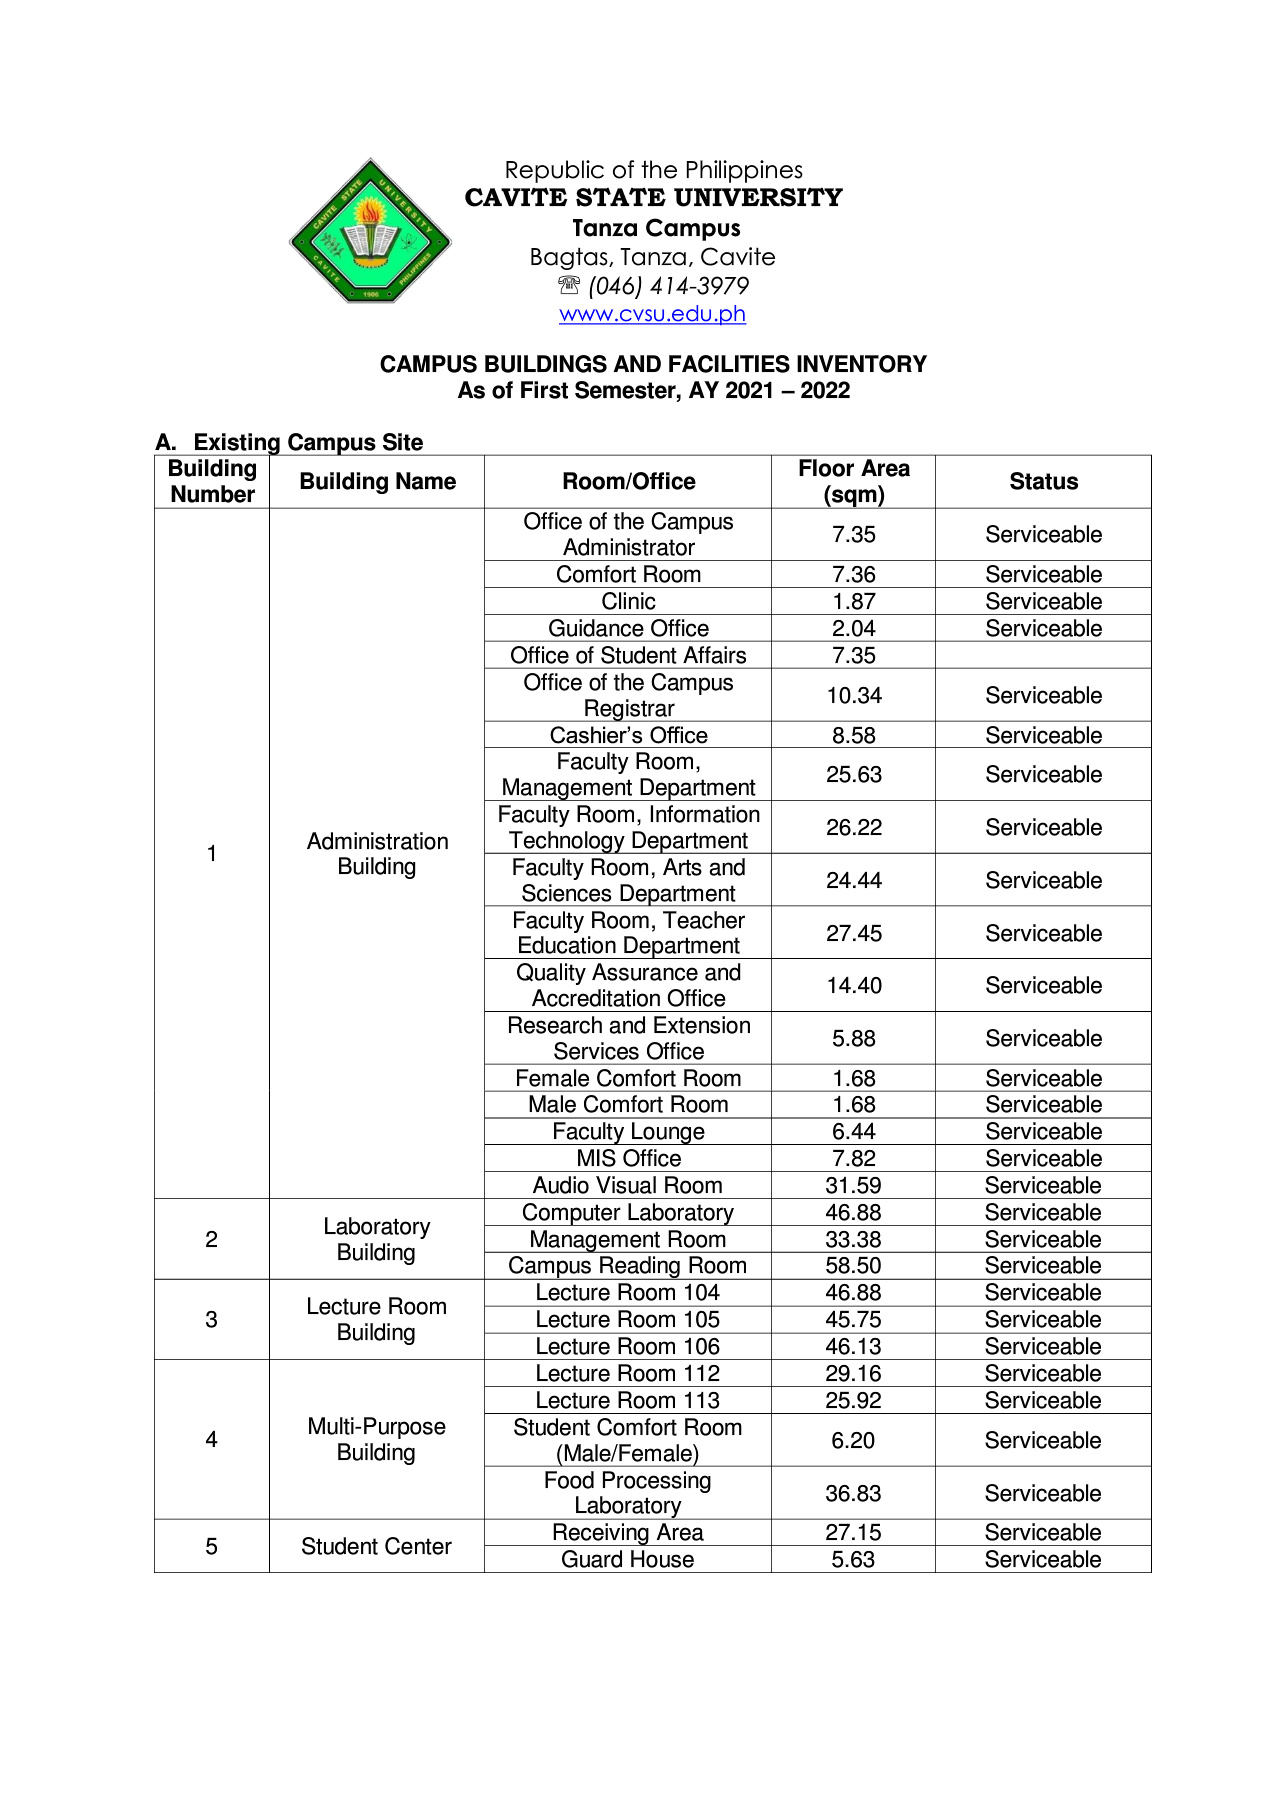 Republic of the Philippines
CAVITE STATE UNIVERSITY
Tanza Campus
Bagtas, Tanza, Cavite
☏ (046) 414-3979
www.cvsu.edu.ph
CAVITE STATE UNIVERSITY
CAVITE PHILIPPINES
1906
CAMPUS BUILDINGS AND FACILITIES INVENTORY
As of First Semester, AY 2021 – 2022
A. Existing Campus Site
Building Number Building Name Room/Office Floor Area (sqm) Status
1 Administration Building
Office of the Campus Administrator 7.35 Serviceable
Comfort Room 7.36 Serviceable
Clinic 1.87 Serviceable
Guidance Office 2.04 Serviceable
Office of Student Affairs 7.35
Office of the Campus Registrar 10.34 Serviceable
Cashier’s Office 8.58 Serviceable
Faculty Room, Management Department 25.63 Serviceable
Faculty Room, Information Technology Department 26.22 Serviceable
Faculty Room, Arts and Sciences Department 24.44 Serviceable
Faculty Room, Teacher Education Department 27.45 Serviceable
Quality Assurance and Accreditation Office 14.40 Serviceable
Research and Extension Services Office 5.88 Serviceable
Female Comfort Room 1.68 Serviceable
Male Comfort Room 1.68 Serviceable
Faculty Lounge 6.44 Serviceable
MIS Office 7.82 Serviceable
Audio Visual Room 31.59 Serviceable
2 Laboratory Building
Computer Laboratory 46.88 Serviceable
Management Room 33.38 Serviceable
Campus Reading Room 58.50 Serviceable
3 Lecture Room Building
Lecture Room 104 46.88 Serviceable
Lecture Room 105 45.75 Serviceable
Lecture Room 106 46.13 Serviceable
4 Multi-Purpose Building
Lecture Room 112 29.16 Serviceable
Lecture Room 113 25.92 Serviceable
Student Comfort Room (Male/Female) 6.20 Serviceable
Food Processing Laboratory 36.83 Serviceable
5 Student Center
Receiving Area 27.15 Serviceable
Guard House 5.63 Serviceable